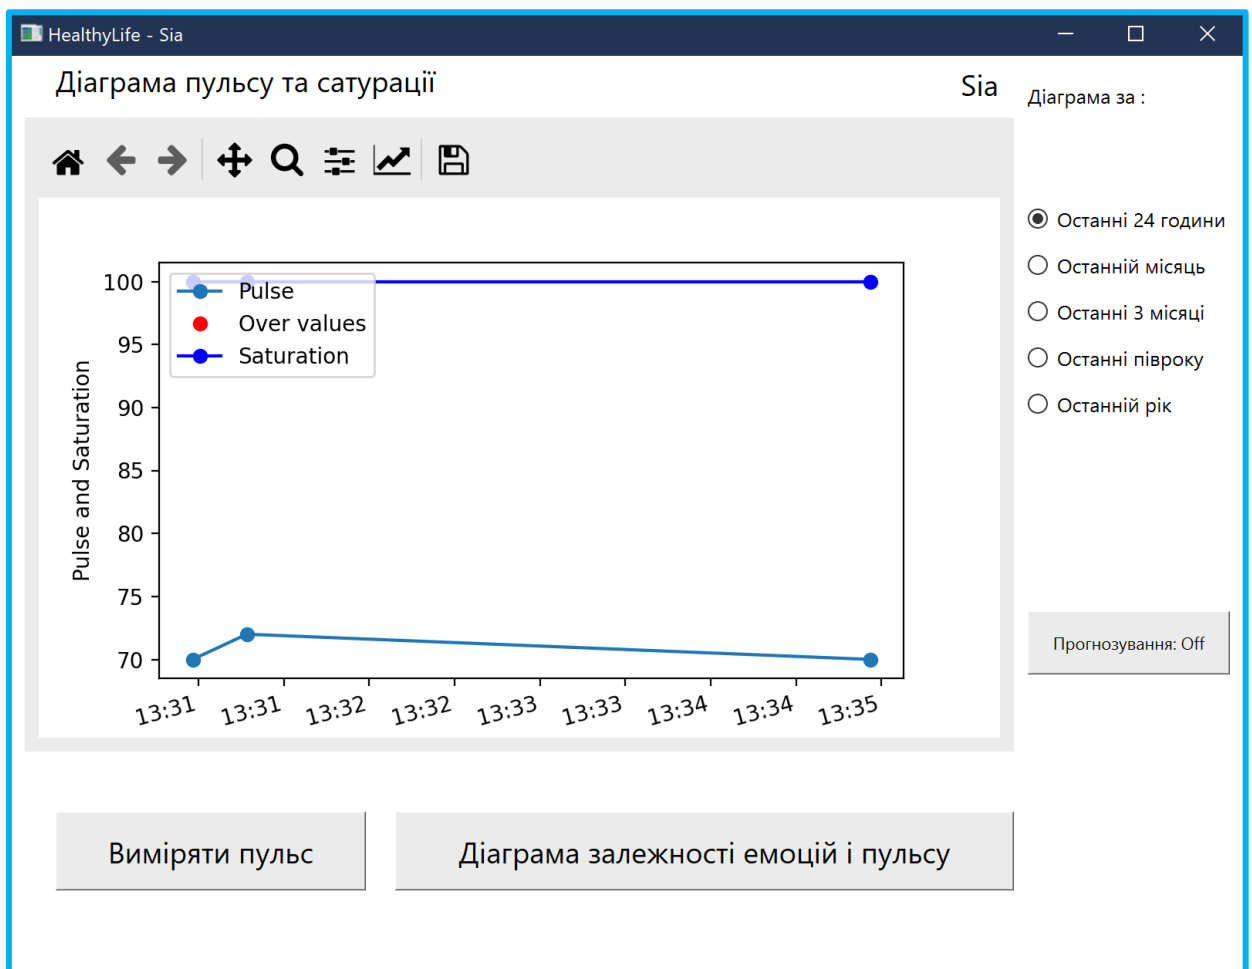 HealthyLife - Sia
Діаграма пульсу та сатурації
Sia
Діаграма за :
Останні 24 години
Останній місяць
Останні 3 місяці
Останні півроку
Останній рік
Прогнозування: Off
Pulse and Saturation
100
95
90
85
80
75
70
Pulse
Over values
Saturation
13:31 13:31 13:32 13:32 13:33 13:33 13:34 13:34 13:35
Виміряти пульс
Діаграма залежності емоцій і пульсу